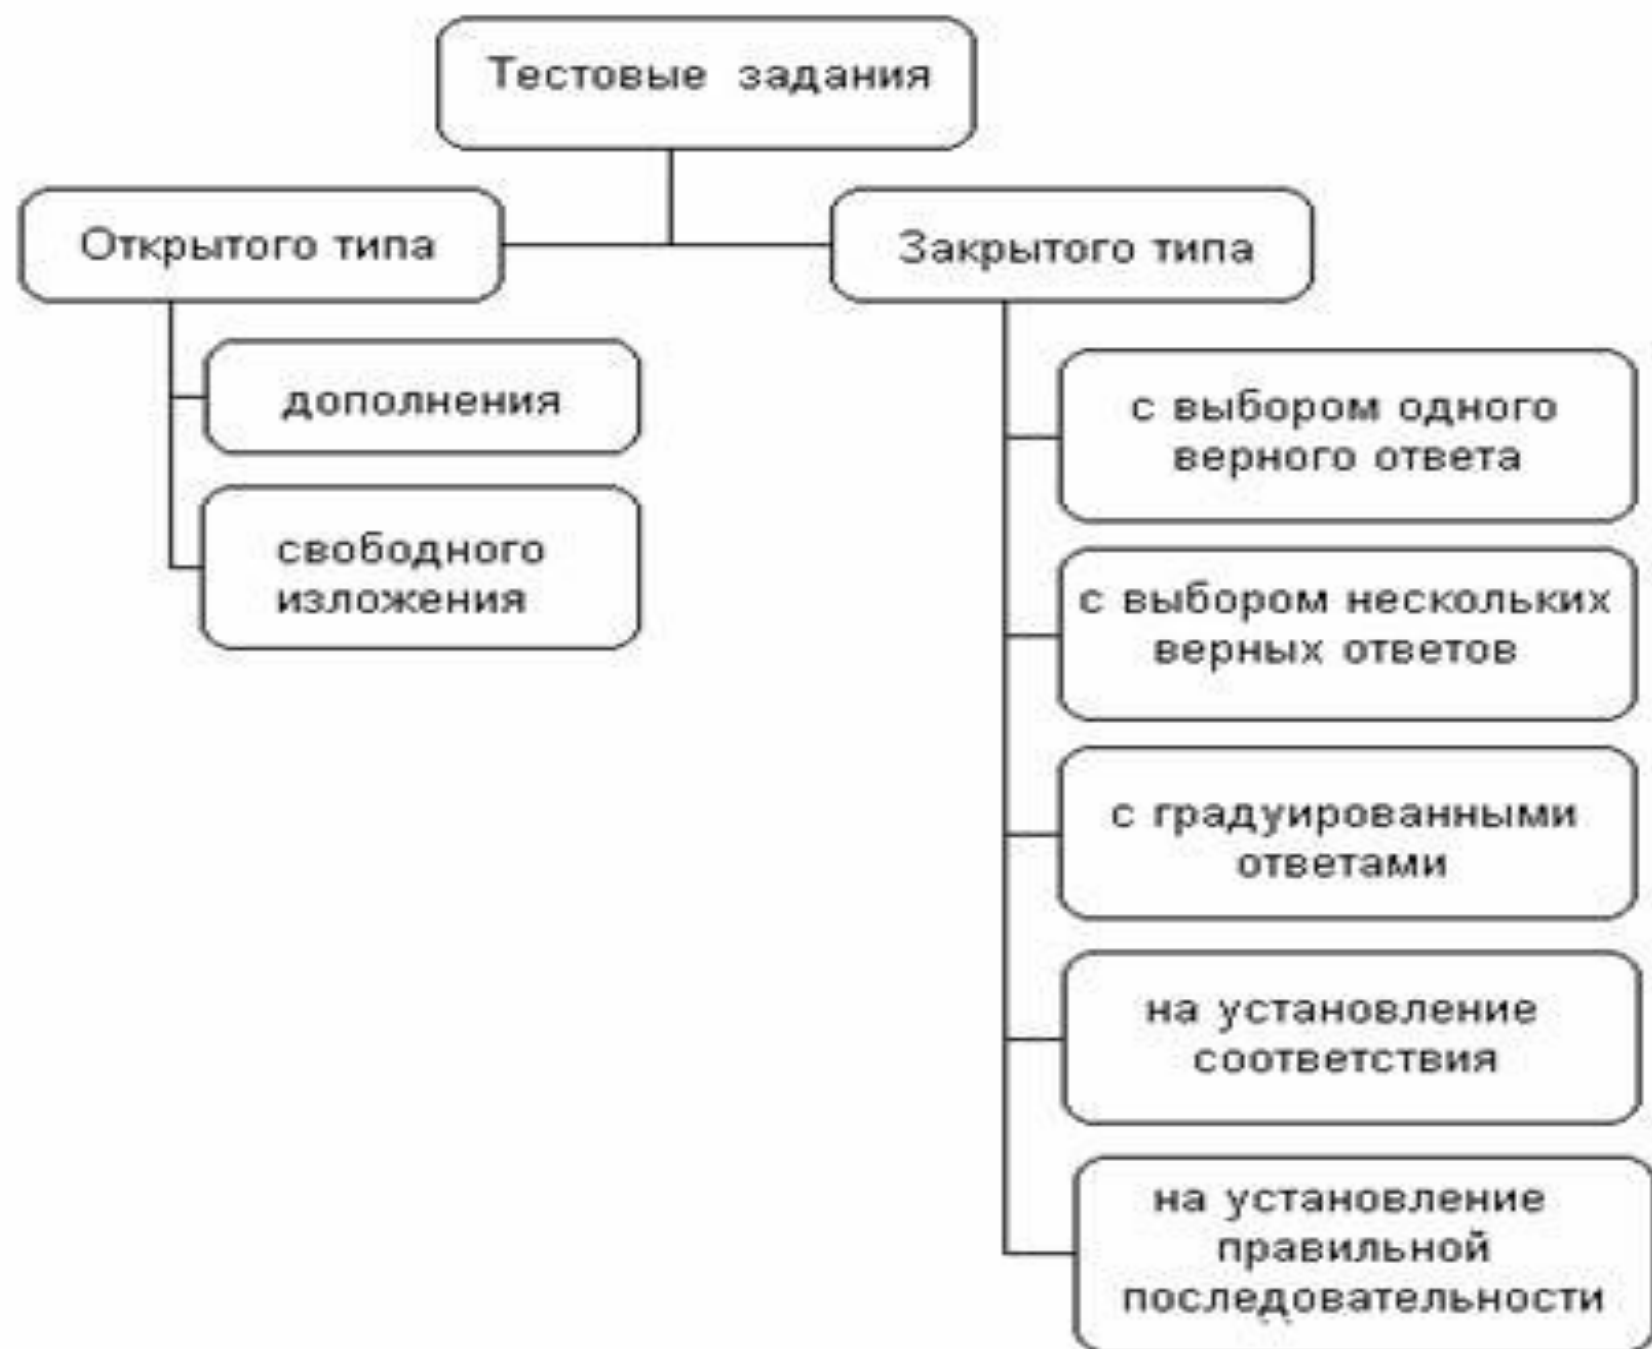 Тестовые задания
Открытого типа
Закрытого типа
дополнения
свободного
изложения
с выбором одного
верного ответа
с выбором нескольких
верных ответов
с градуированными
ответами
на установление
соответствия
на установление
правильной
последовательности